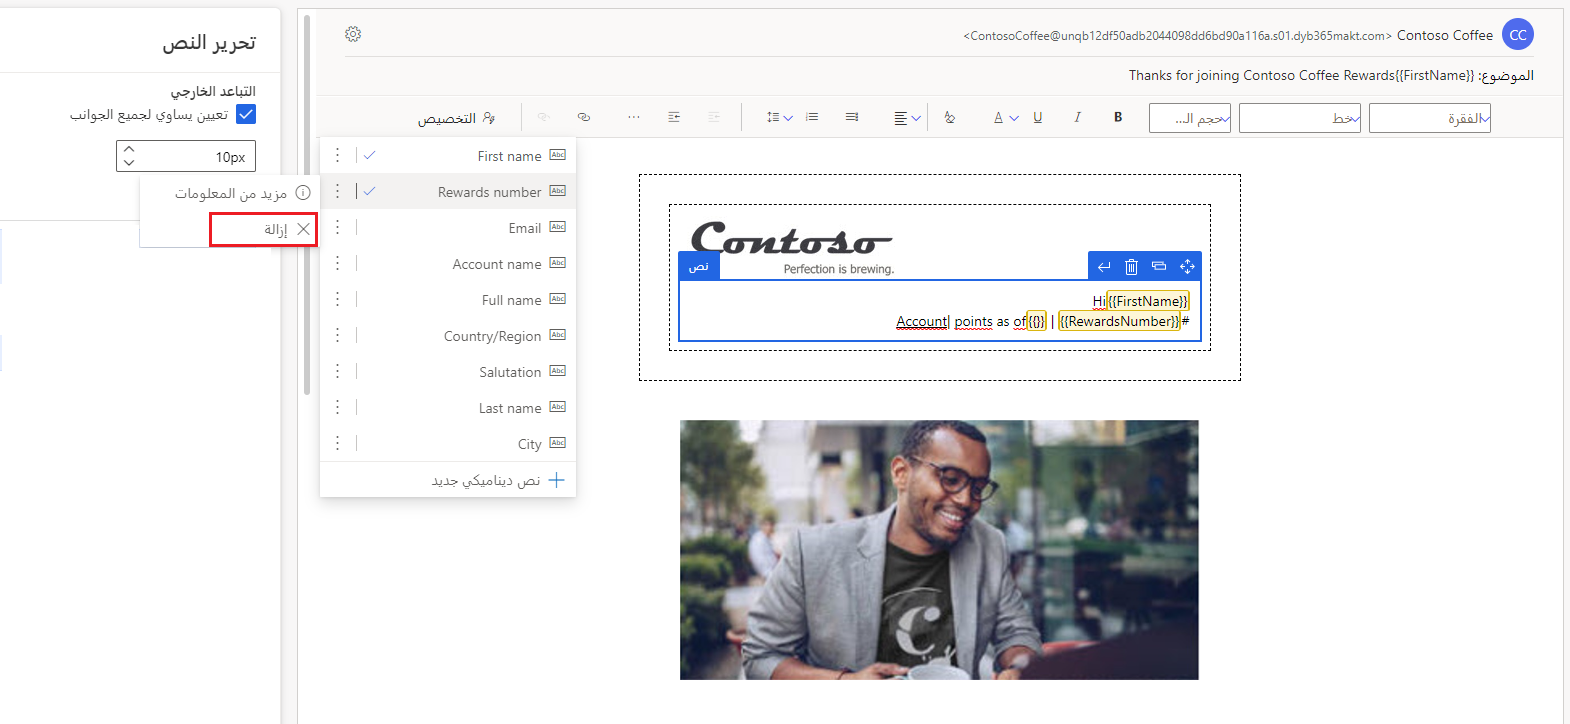 CC
Contoso Coffee <ContosoCoffee@unqb12df50adb2044098dd6bd90a116a.s01.dyb365makt.com>
الموضوع: Thanks for joining Contoso Coffee Rewards{{FirstName}}
الفقرة
خط
حجم الـ...
B
I
U
A
التخصيص
First name
Rewards number
Email
Account name
Full name
Country/Region
Salutation
Last name
City
نص ديناميكي جديد
مزيد من المعلومات
إزالة
Contoso
Perfection is brewing.
نص
Hi{{FirstName}}
Account| points as of{{}} | {{RewardsNumber}}#
تحرير النص
التباعد الخارجي
تعيين يساوي لجميع الجوانب
10px